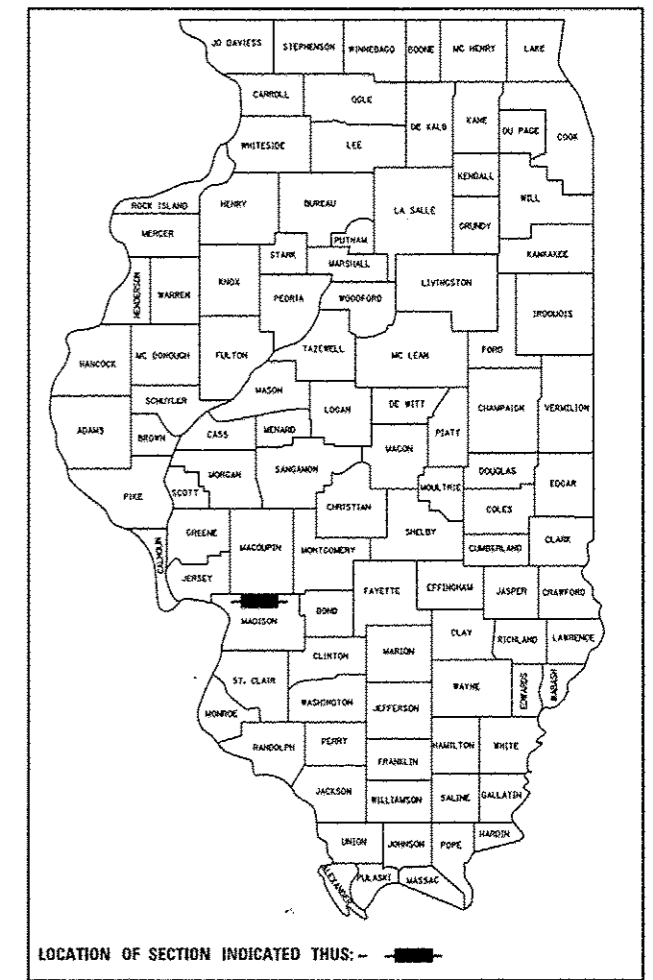 JO DAVIESS STEPHENSON WINNEBAGO BOONE MC HENRY LAKE
CARROLL OGLE DE KALB KANE DU PAGE COOK
WHITESIDE LEE
KENDALL WILL
ROCK ISLAND HENRY BUREAU LA SALLE GRUNDY
MERCER PUTNAM KANKAKEE
STARK MARSHALL
HENDERSON WARREN KNOX PEORIA WOODFORD LIVINGSTON IROQUOIS
HANCOCK MC DONOUGH FULTON TAZEWELL MC LEAN FORD
MASON
SCHUYLER LOGAN DE WITT CHAMPAIGN VERMILION
ADAMS BROWN CASS MENARD MACON PIATT
MORGAN SANGAMON DOUGLAS EDGAR
PIKE SCOTT CHRISTIAN MOULTRIE COLES
CALHOUN GREENE MACOUPIN MONTGOMERY SHELBY CUMBERLAND CLARK
JERSEY FAYETTE EFFINGHAM JASPER CRAWFORD
MADISON BOND
CLAY RICHLAND LAWRENCE
CLINTON MARION
ST. CLAIR WAYNE EDWARDS WABASH
MONROE WASHINGTON JEFFERSON
RANDOLPH PERRY HAMILTON WHITE
FRANKLIN
JACKSON WILLIAMSON SALINE GALLATIN
UNION JOHNSON POPE HARDIN
ALEXANDER PULASKI MASSAC
LOCATION OF SECTION INDICATED THUS: -